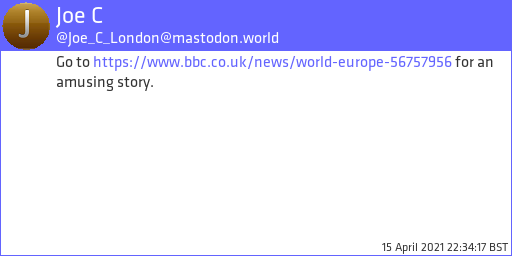 J
Joe C
@Joe_C_London@mastodon.world
Go to https://www.bbc.co.uk/news/world-europe-56757956 for an
amusing story.
15 April 2021 22:34:17 BST